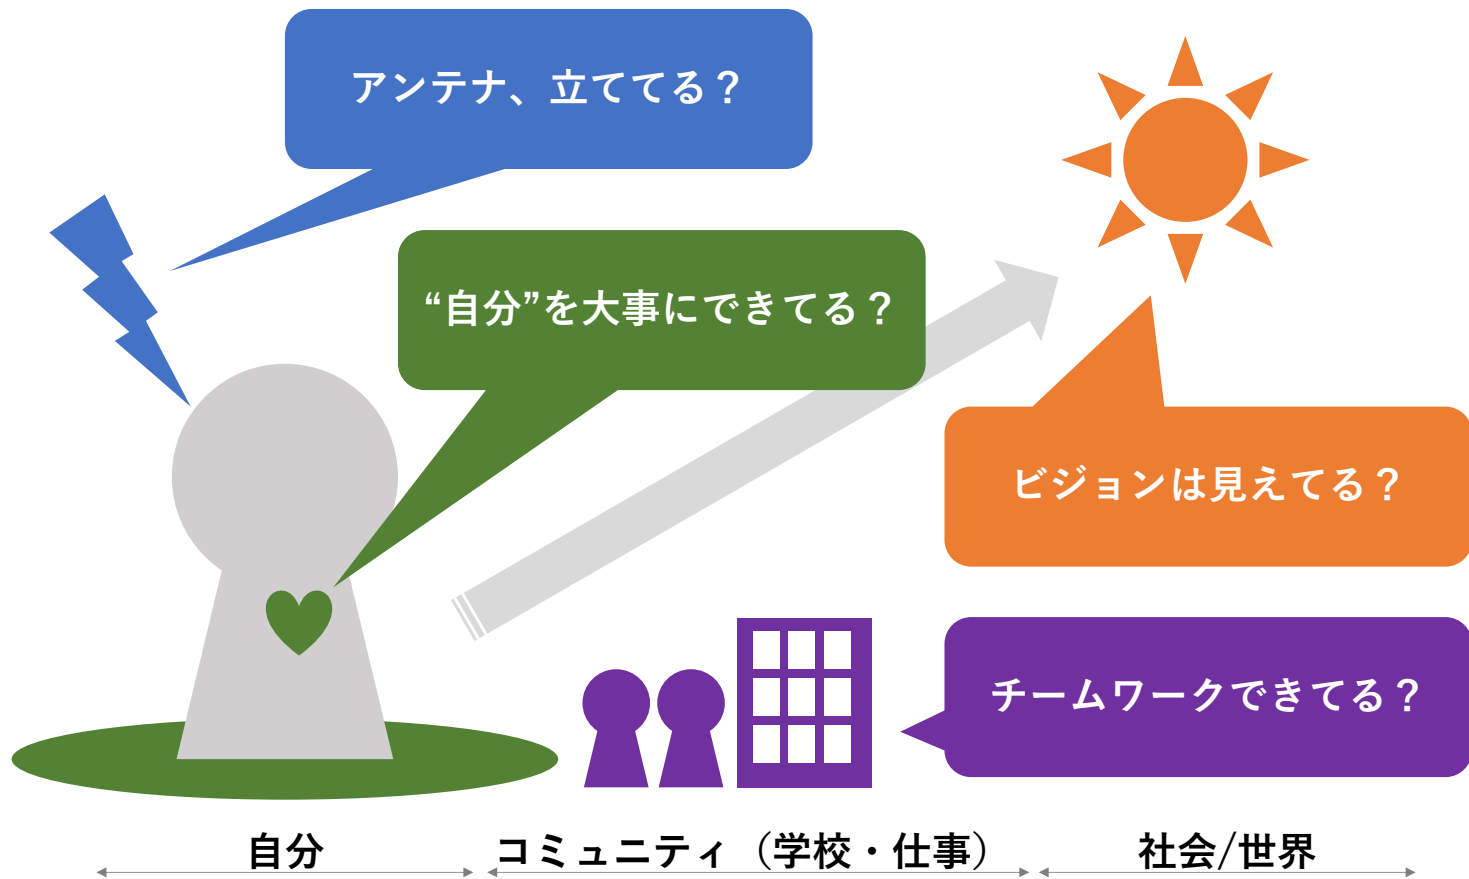 アンテナ、立ててる？
“自分”を大事にできてる？
ビジョンは見えてる？
チームワークできてる？
自分
コミュニティ（学校・仕事）
社会/世界